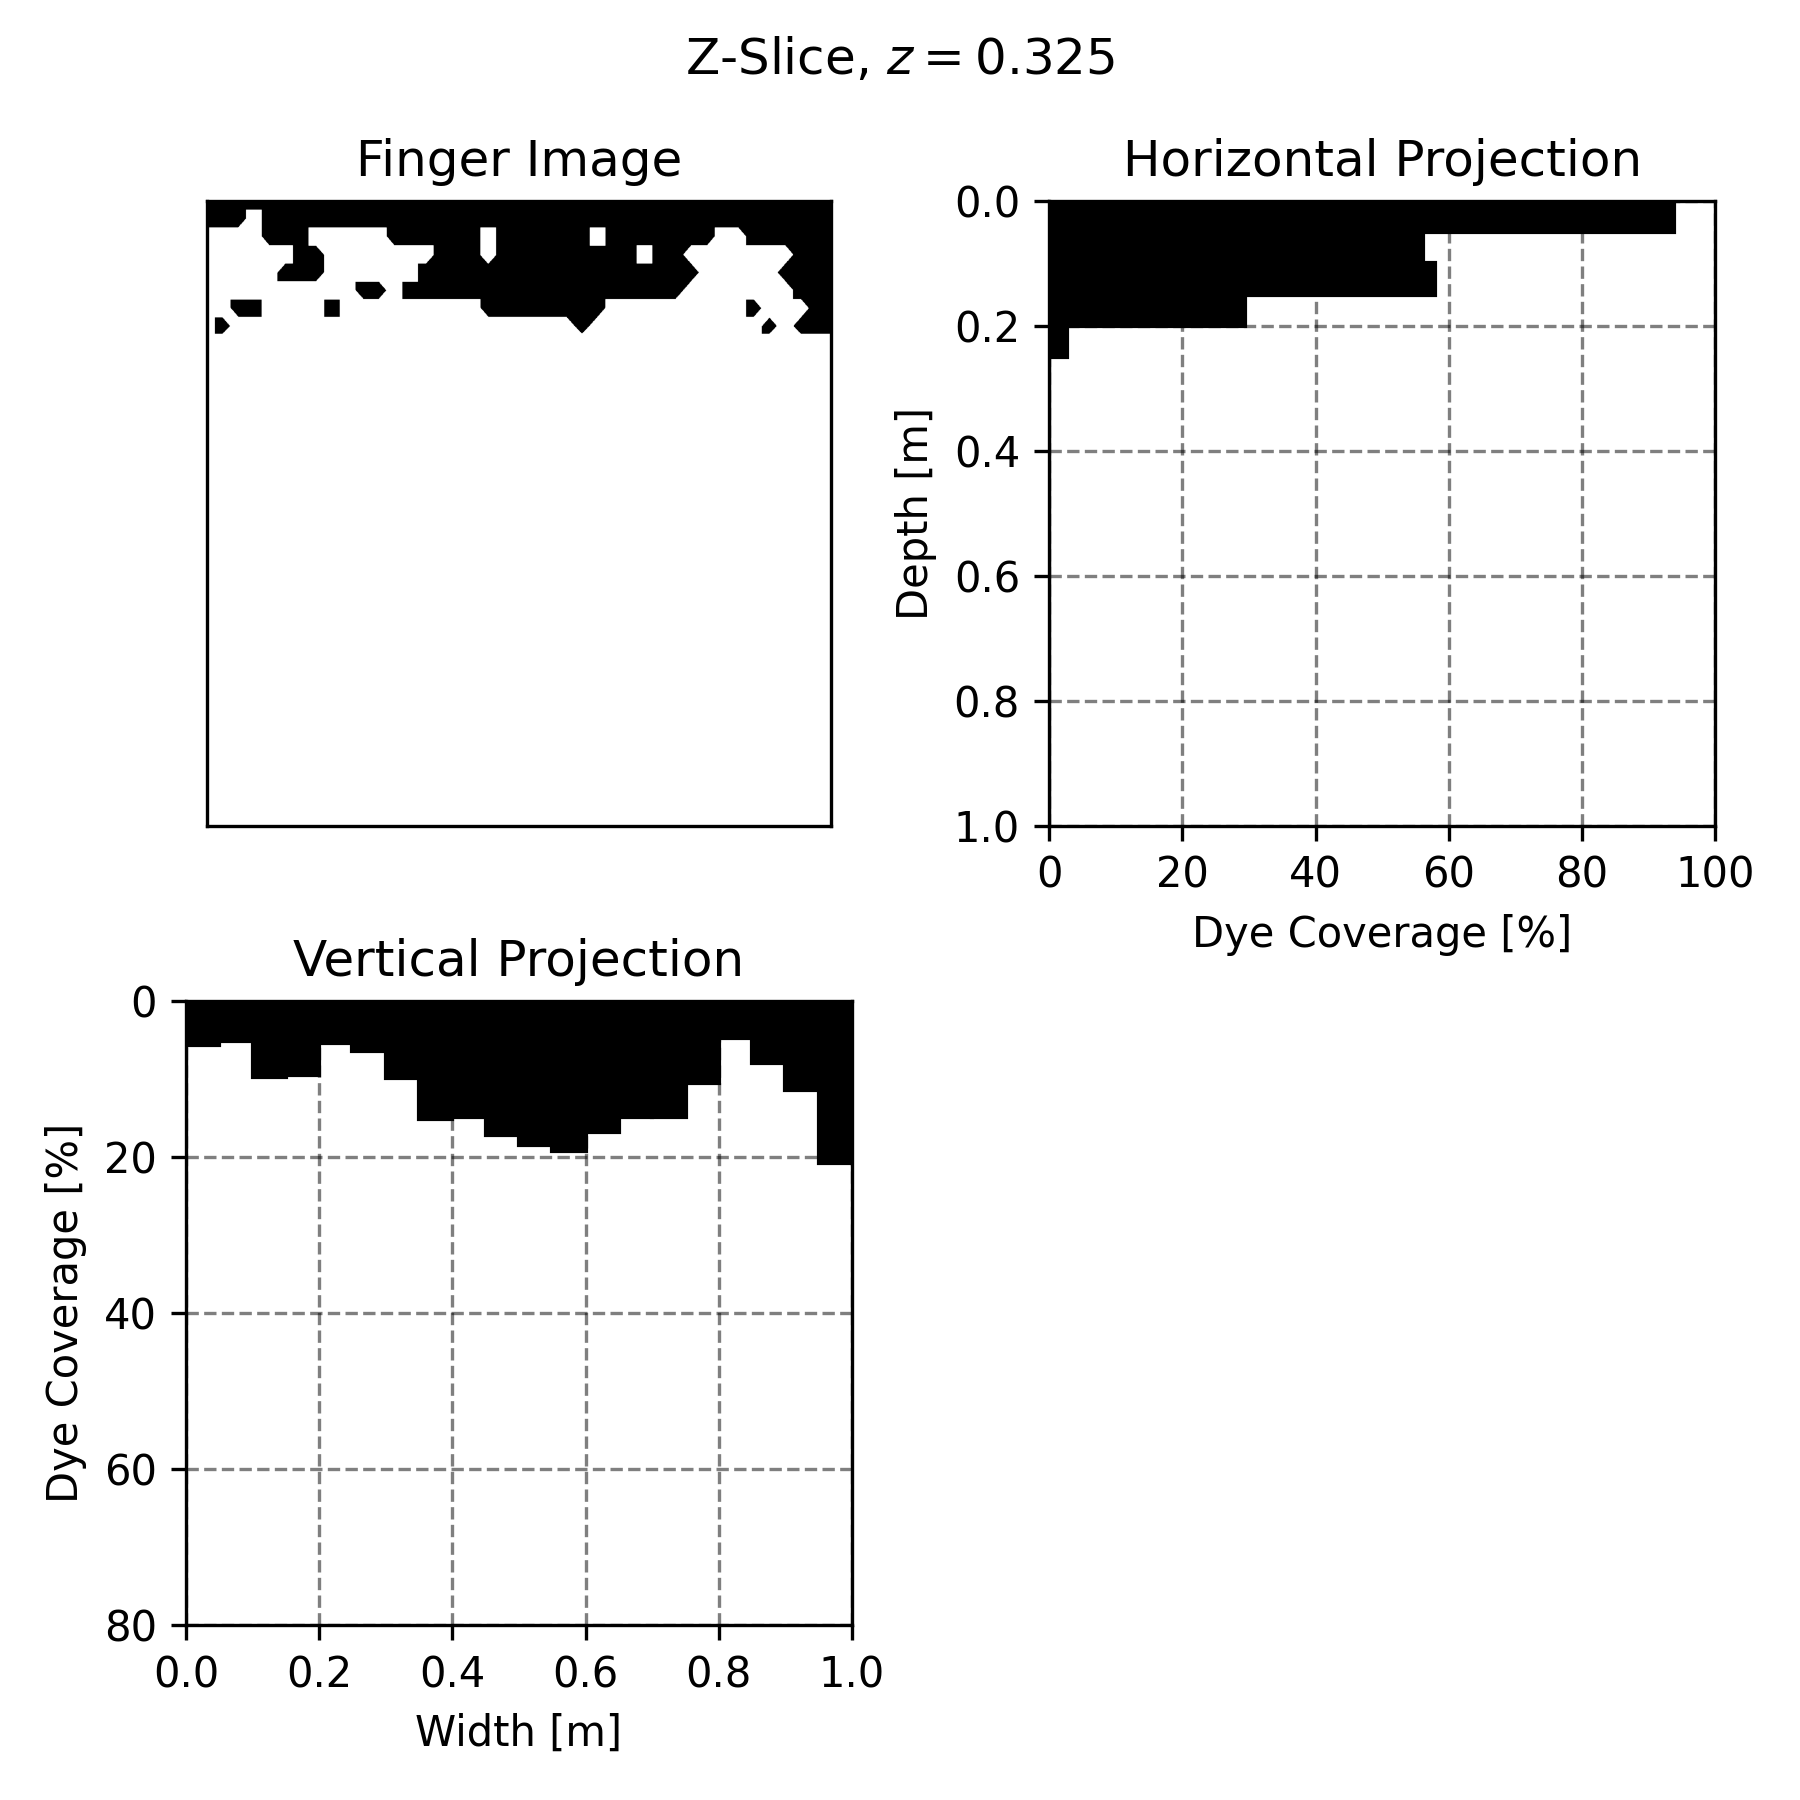 Z-Slice, z = 0.325
Finger Image
Horizontal Projection
0.0
0.2
0.4
0.6
0.8
1.0
Depth [m]
0 20 40 60 80 100
Dye Coverage [%]
Vertical Projection
0
20
40
60
80
Dye Coverage [%]
0.0 0.2 0.4 0.6 0.8 1.0
Width [m]